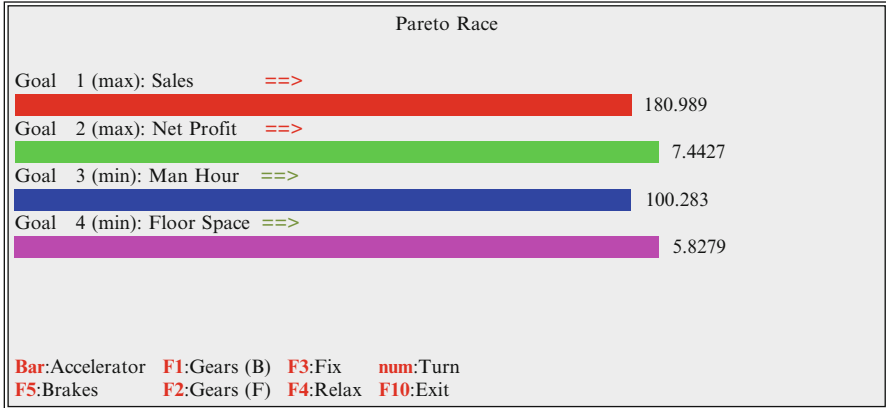 Pareto Race
Goal 1 (max): Sales ==>
180.989
Goal 2 (max): Net Profit ==>
7.4427
Goal 3 (min): Man Hour ==>
100.283
Goal 4 (min): Floor Space ==>
5.8279
Bar:Accelerator F1:Gears (B) F3:Fix num:Turn
F5:Brakes F2:Gears (F) F4:Relax F10:Exit